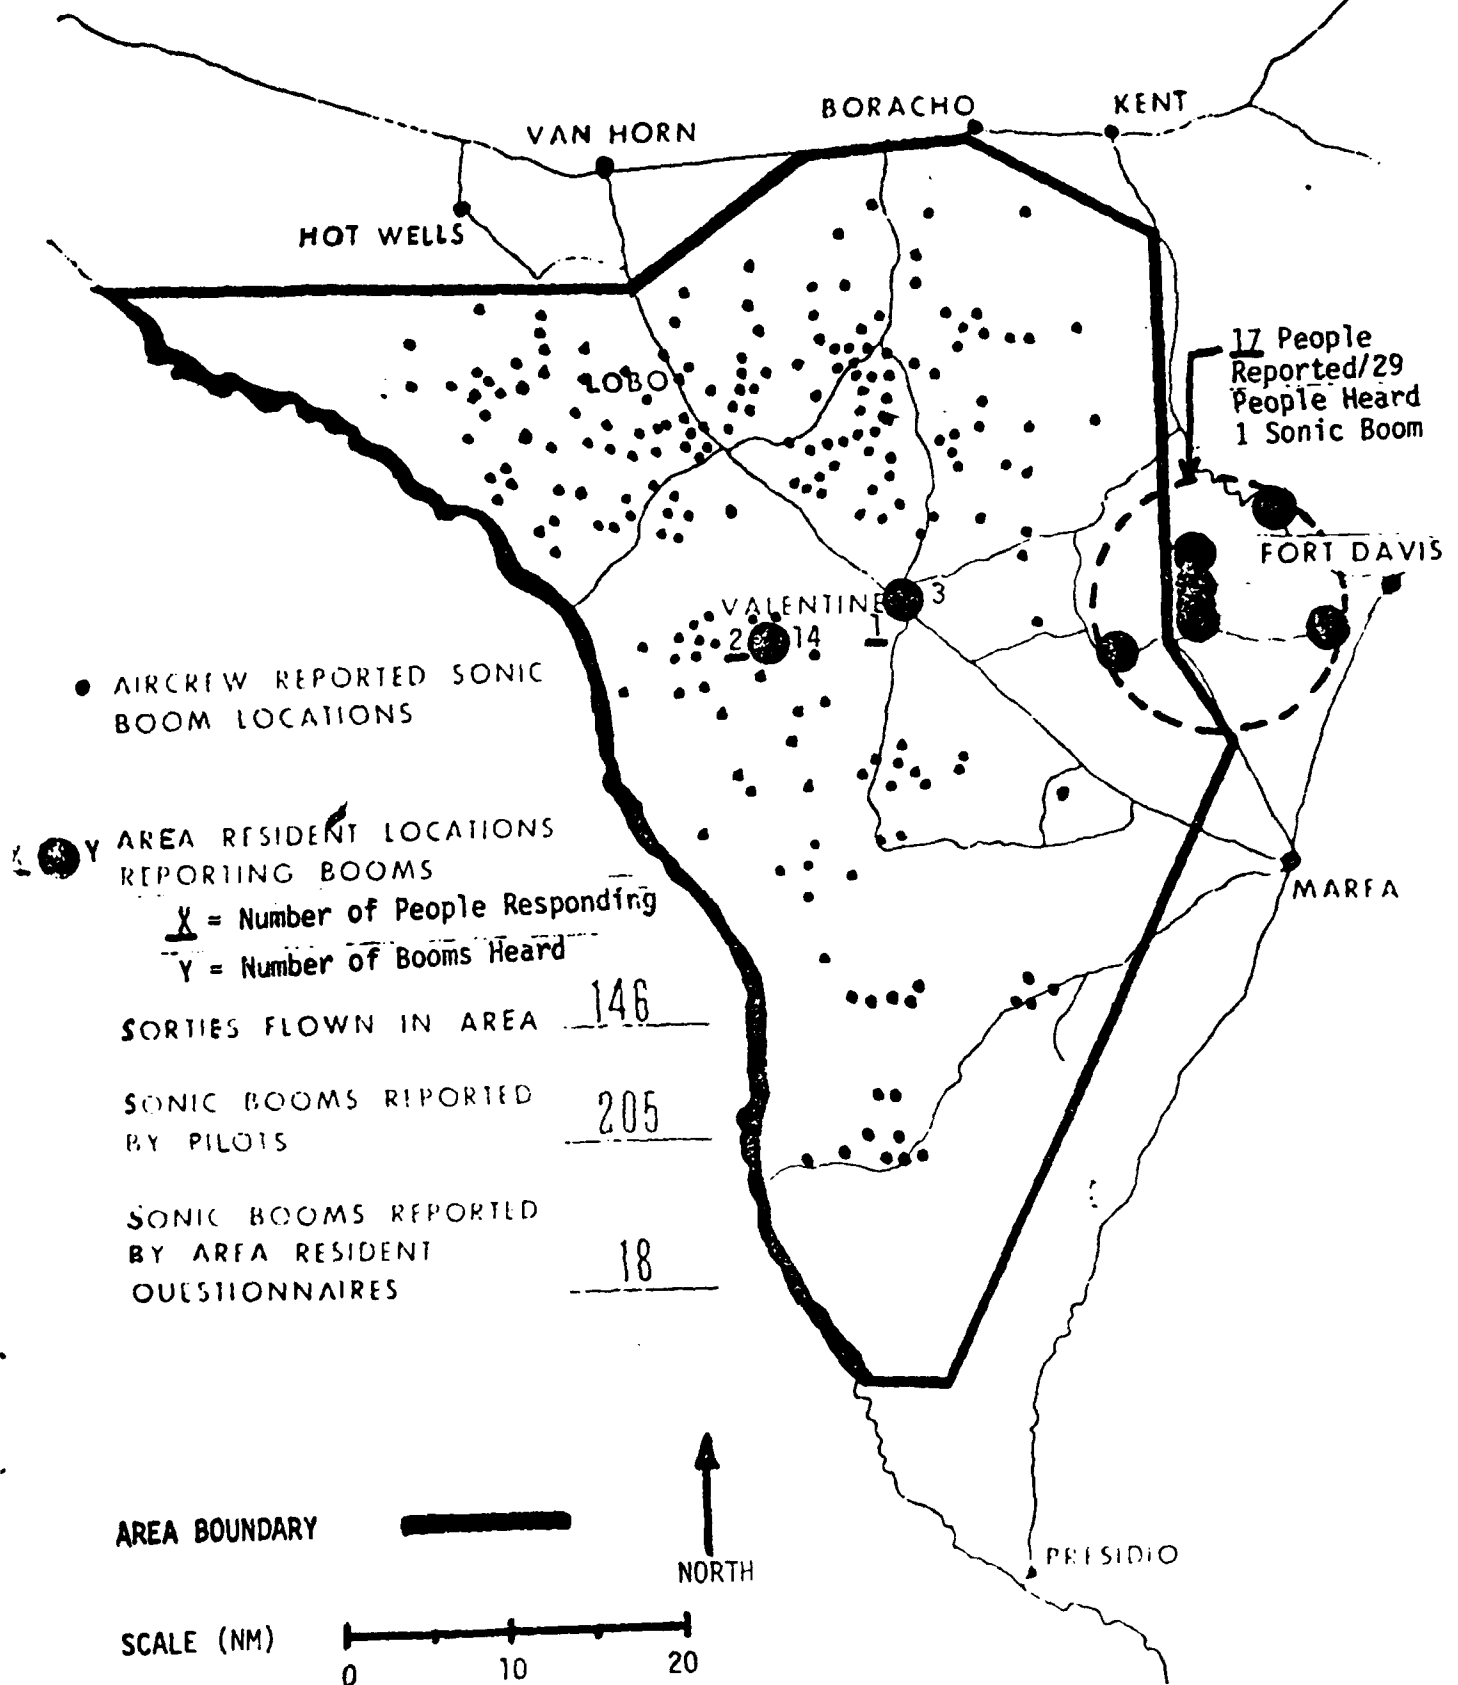 BORACHO
KENT
VAN HORN
HOT WELLS
17 People
Reported/29
People Heard
1 Sonic Boom
LOBO
FORT DAVIS
VALENTINE
3
2
14
1
AIRCREW REPORTED SONIC
BOOM LOCATIONS
X
Y
AREA RESIDENT LOCATIONS
REPORTING BOOMS
X = Number of People Responding
Y = Number of Booms Heard
MARFA
SORTIES FLOWN IN AREA 146
SONIC BOOMS REPORTED
BY PILOTS 205
SONIC BOOMS REPORTED
BY AREA RESIDENT
QUESTIONNAIRES 18
AREA BOUNDARY
NORTH
PRESIDIO
SCALE (NM)
0 10 20